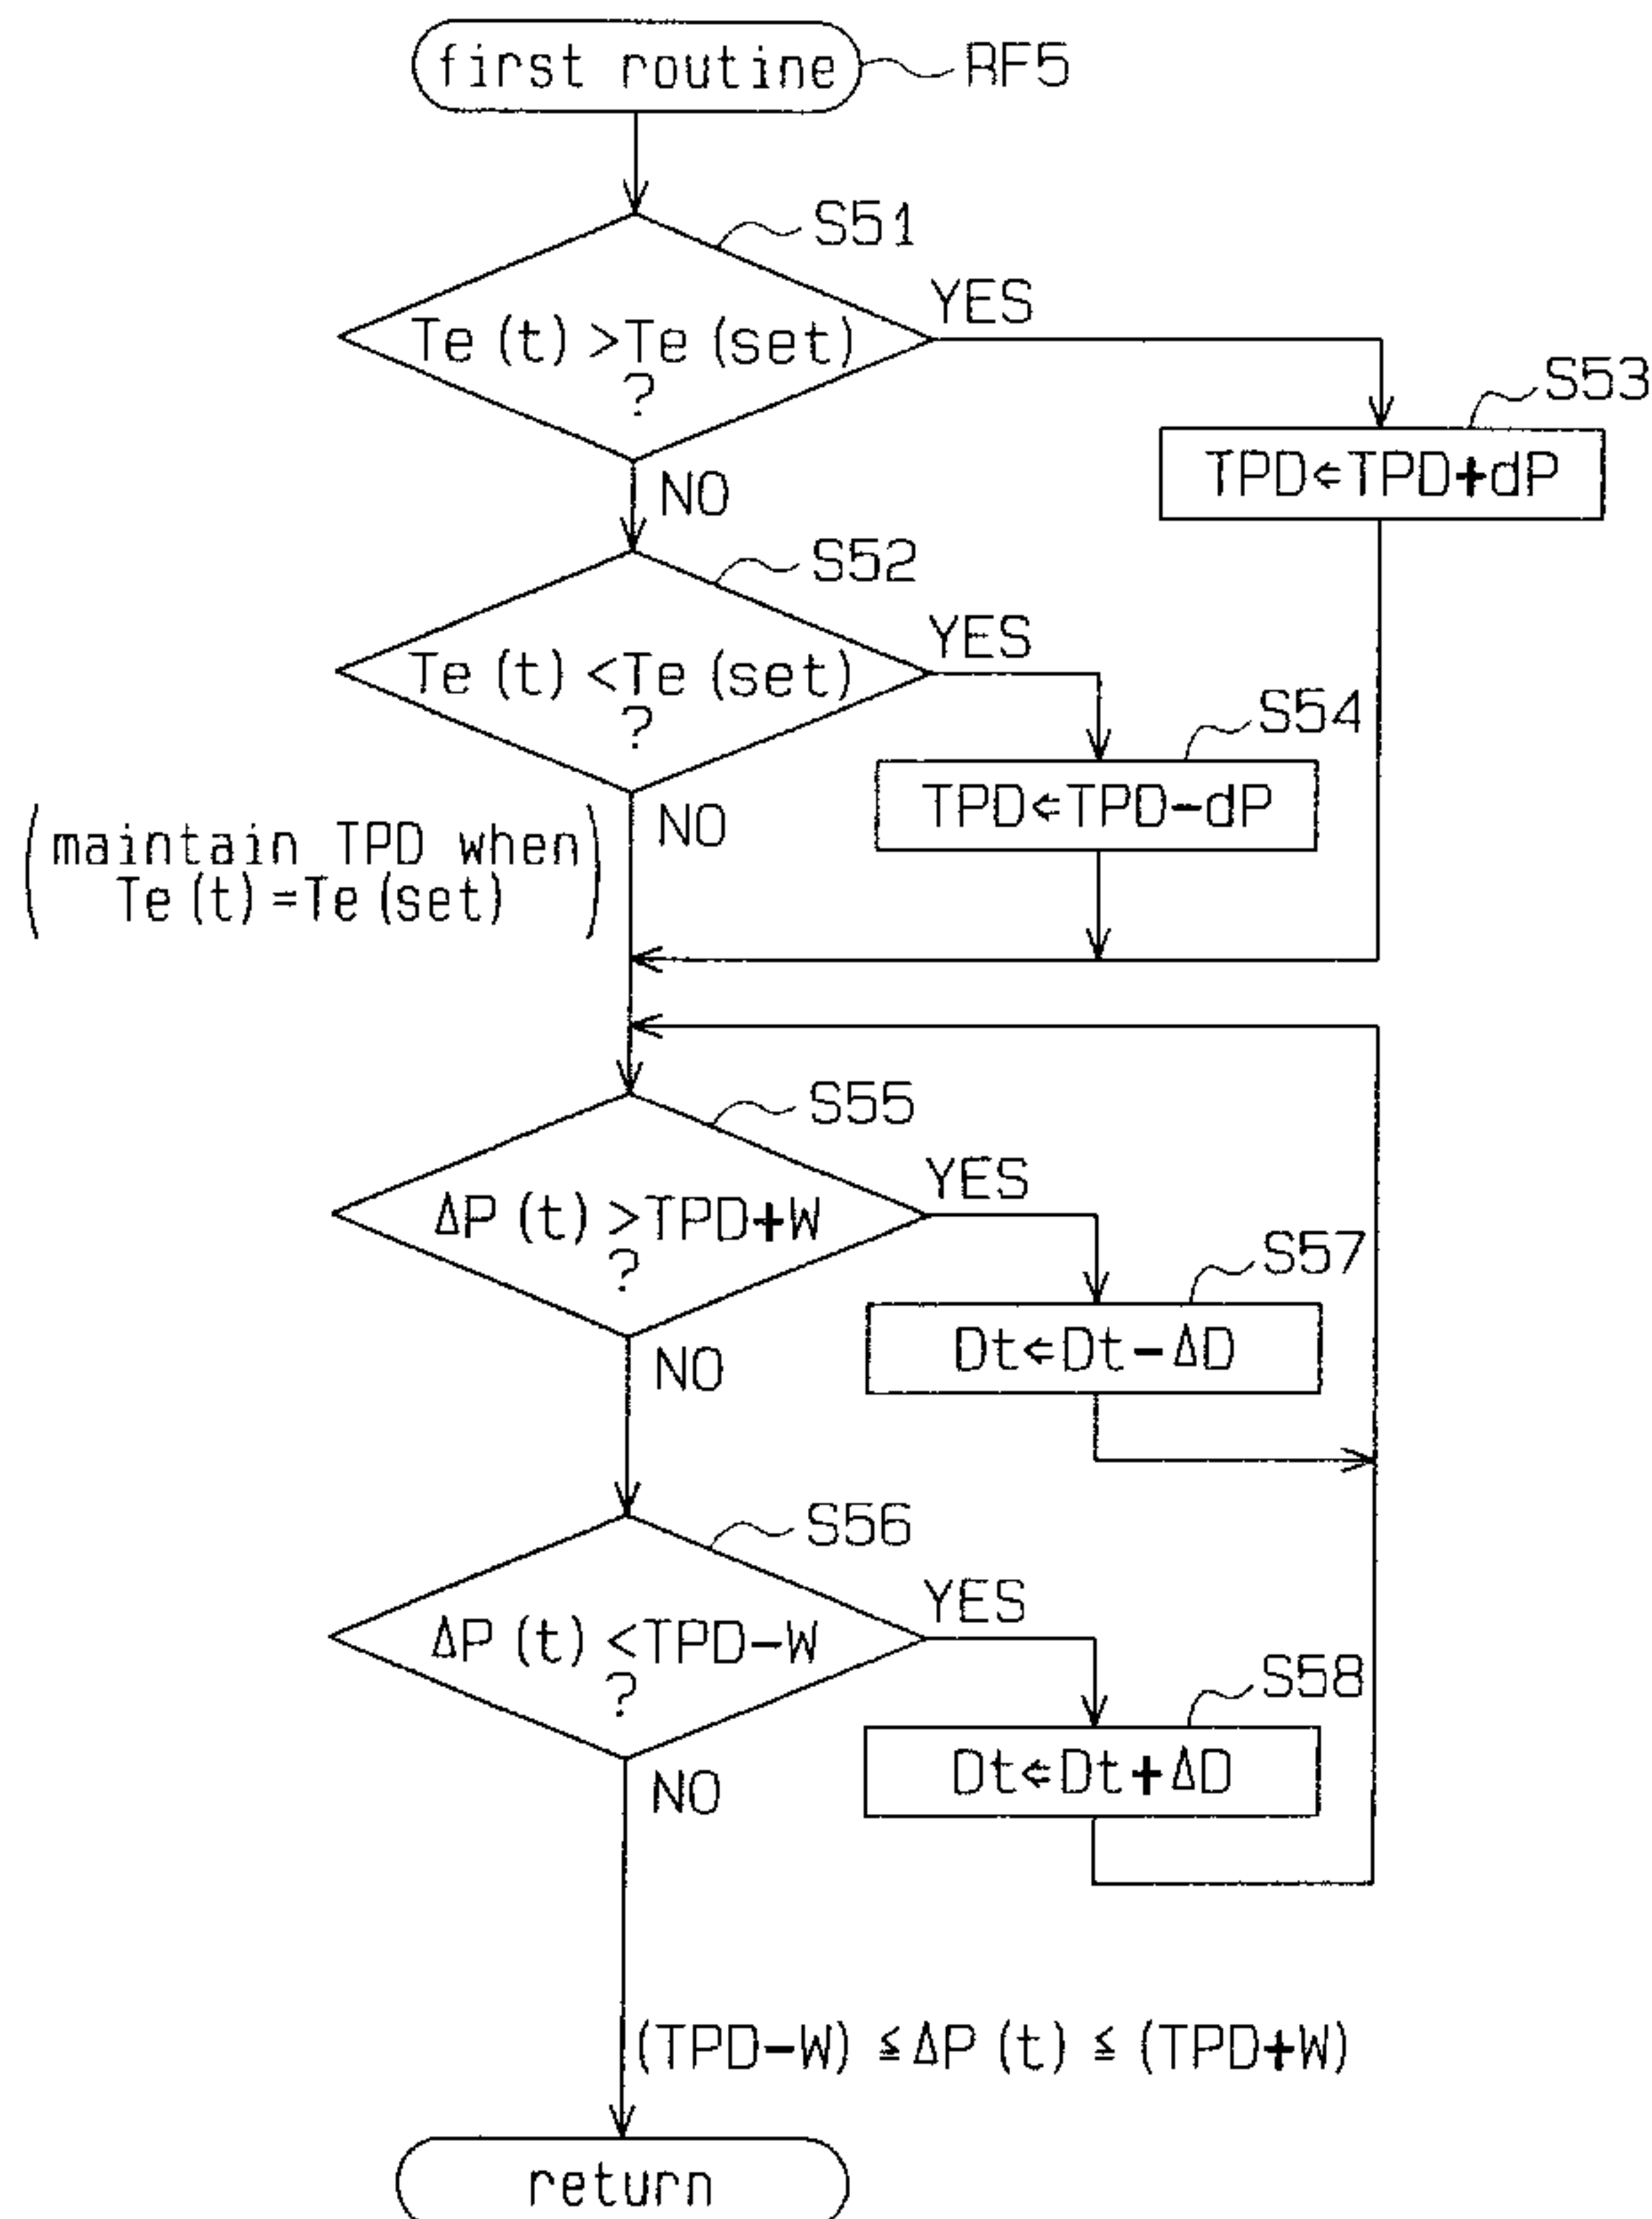 first routine
RF5
S51
Te (t) >Te (set)
?
YES
NO
S53
TPD⇐TPD+dP
S52
Te (t) <Te (set)
?
YES
NO
S54
TPD⇐TPD-dP
(maintain TPD when
Te (t) =Te (set))
S55
ΔP (t) >TPD+W
?
YES
NO
S57
Dt⇐Dt-ΔD
S56
ΔP (t) <TPD-W
?
YES
NO
S58
Dt⇐Dt+ΔD
(TPD-W) ≦ΔP (t) ≦ (TPD+W)
return